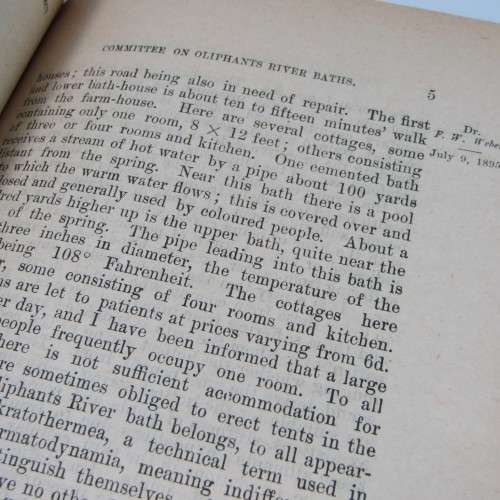 COMMITTEE ON OLIPHANTS RIVER BATHS.
5
houses; this road being also in need of repair. The first
and lower bath-house is about ten to fifteen minutes' walk
from the farm-house. Here are several cottages, some
containing only one room, 8 × 12 feet; others consisting
of three or four rooms and kitchen. One cemented bath
receives a stream of hot water by a pipe about 100 yards
distant from the spring. Near this bath there is a pool
to which the warm water flows; this is covered over and
closed and generally used by coloured people. About a
red yards higher up is the upper bath, quite near the
of the spring. The pipe leading into this bath is
three inches in diameter, the temperature of the
being 108° Fahrenheit. The cottages here
r, some consisting of four rooms and kitchen.
ms are let to patients at prices varying from 6d.
er day, and I have been informed that a large
people frequently occupy one room. To all
here is not sufficient accommodation for
are sometimes obliged to erect tents in the
liphants River bath belongs, to all appear-
kratothermea, a technical term used in
rmatodynamia, meaning indiffe
tinguish themselves
ve no othe
Dr.
F. W. Weber
July 9, 1895